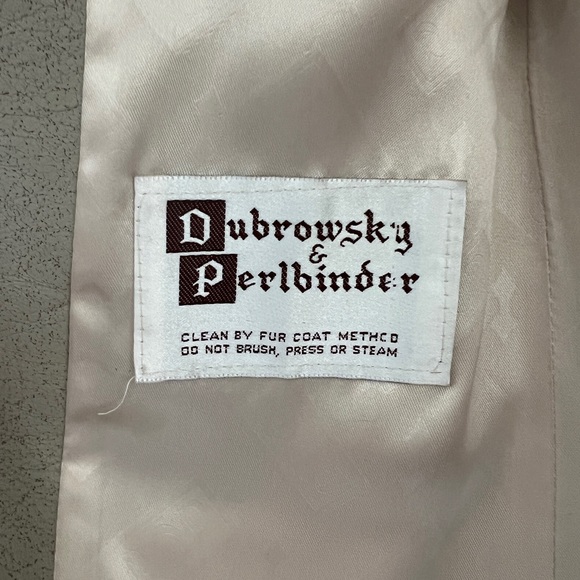 Dubrowsky
&
Perlbinder
CLEAN BY FUR COAT METHOD
DO NOT BRUSH, PRESS OR STEAM